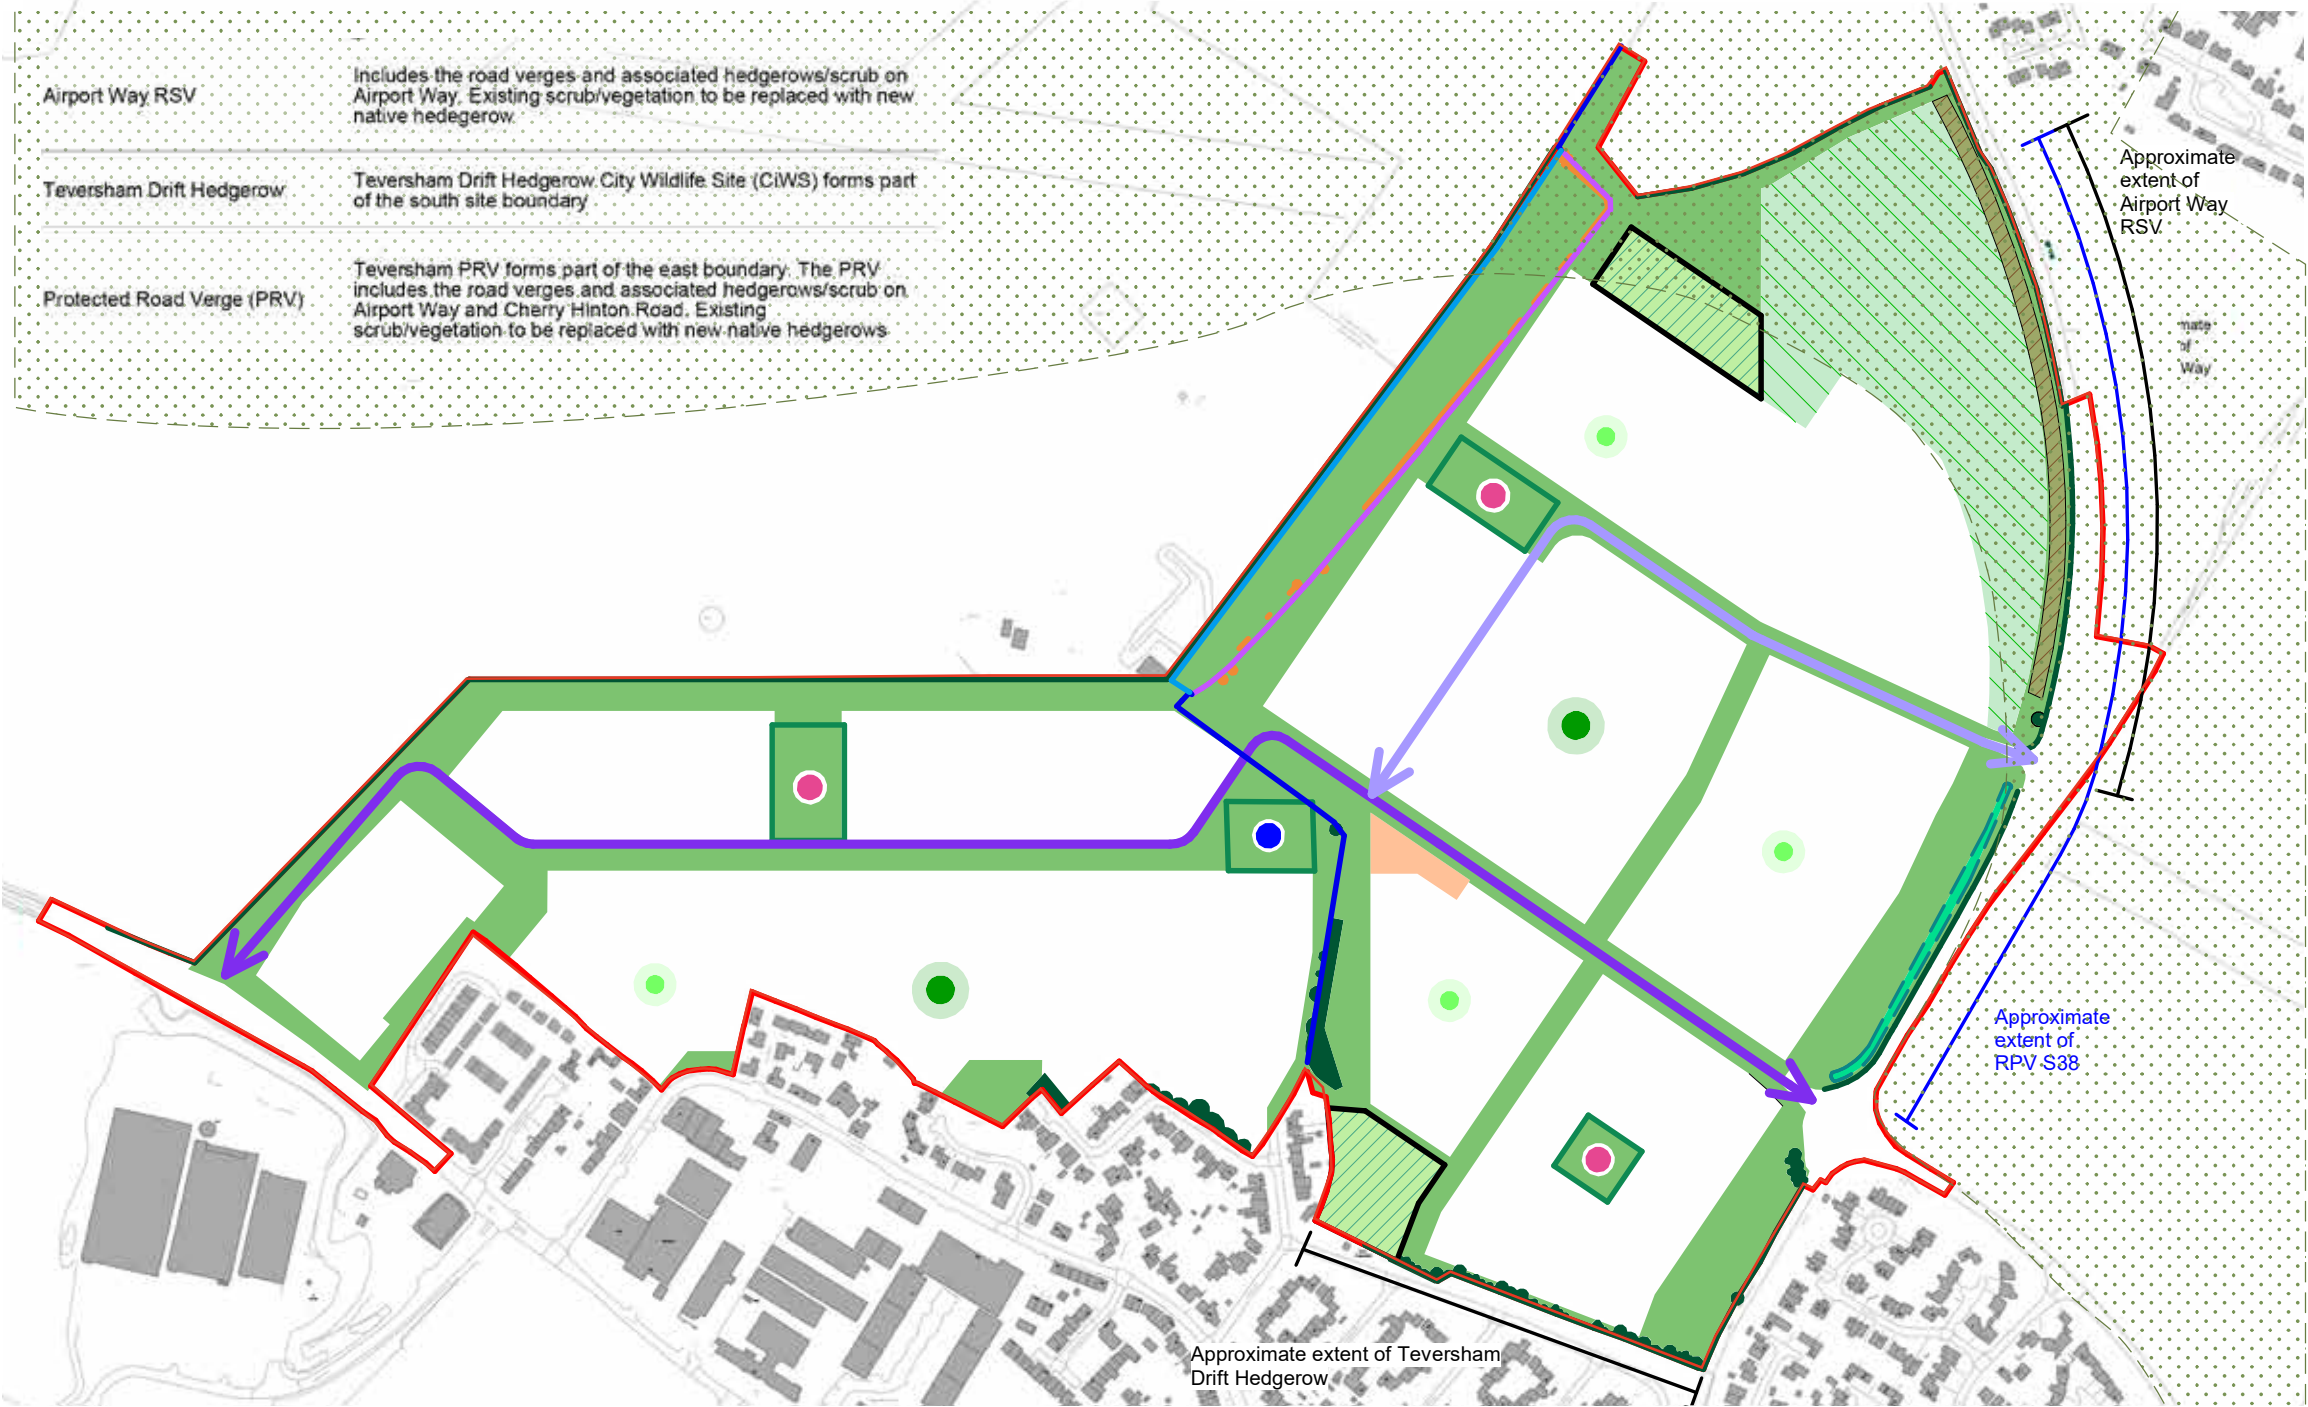 Airport Way RSV
Includes the road verges and associated hedgerows/scrub on
Airport Way. Existing scrub/vegetation to be replaced with new
native hedegerow
Teversham Drift Hedgerow
Teversham Drift Hedgerow City Wildlife Site (CiWS) forms part
of the south site boundary
Protected Road Verge (PRV)
Teversham PRV forms part of the east boundary. The PRV
includes the road verges and associated hedgerows/scrub on
Airport Way and Cherry Hinton Road. Existing
scrub/vegetation to be replaced with new native hedgerows
Approximate
extent of
Airport Way
RSV
mate
of
Way
Approximate
extent of
RPV S38
Approximate extent of Teversham
Drift Hedgerow